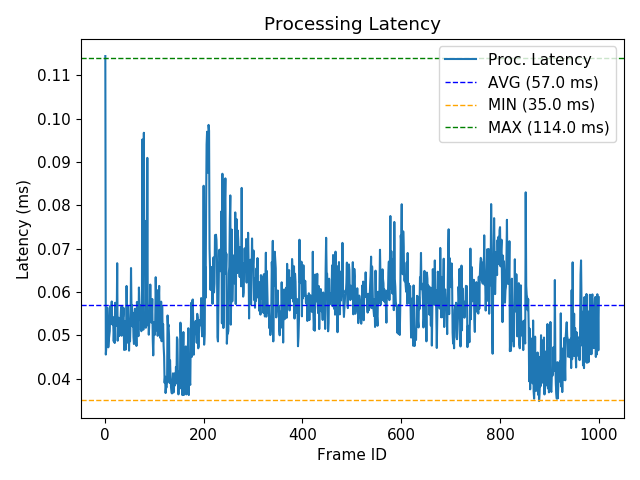 Processing Latency
Proc. Latency
AVG (57.0 ms)
MIN (35.0 ms)
MAX (114.0 ms)
Latency (ms)
0.11
0.10
0.09
0.08
0.07
0.06
0.05
0.04
0
200
400
600
800
1000
Frame ID